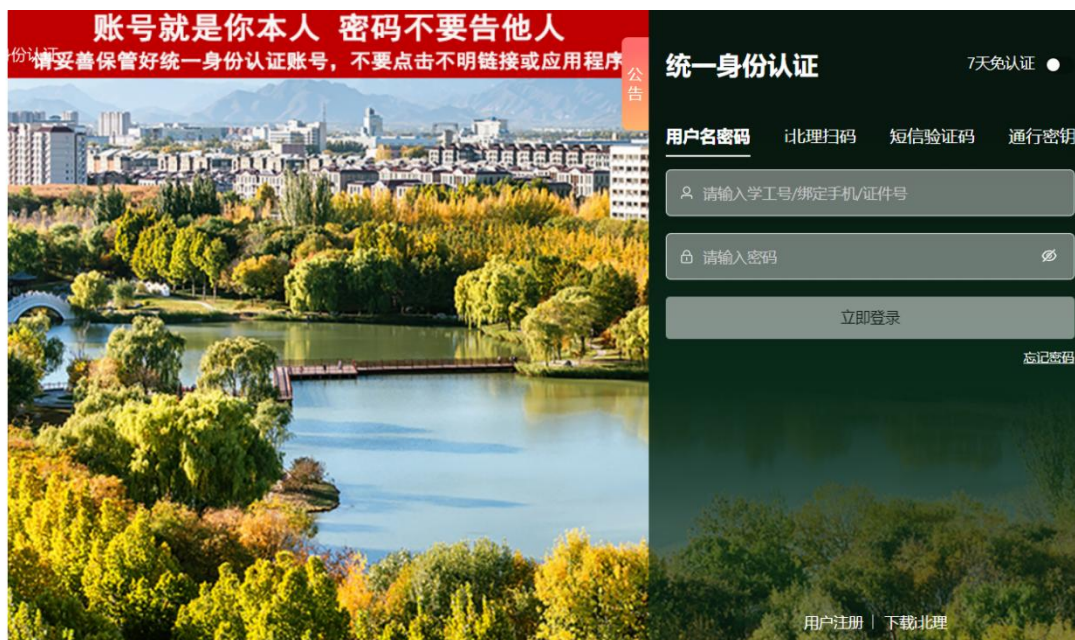 账号就是你本人 密码不要告他人
份认证
请妥善保管好统一身份认证账号，不要点击不明链接或应用程序
公告
统一身份认证
7天免认证
用户名密码 i北理扫码 短信验证码 通行密钥
请输入学工号/绑定手机/证件号
请输入密码
立即登录
忘记密码
用户注册 | 下载i北理